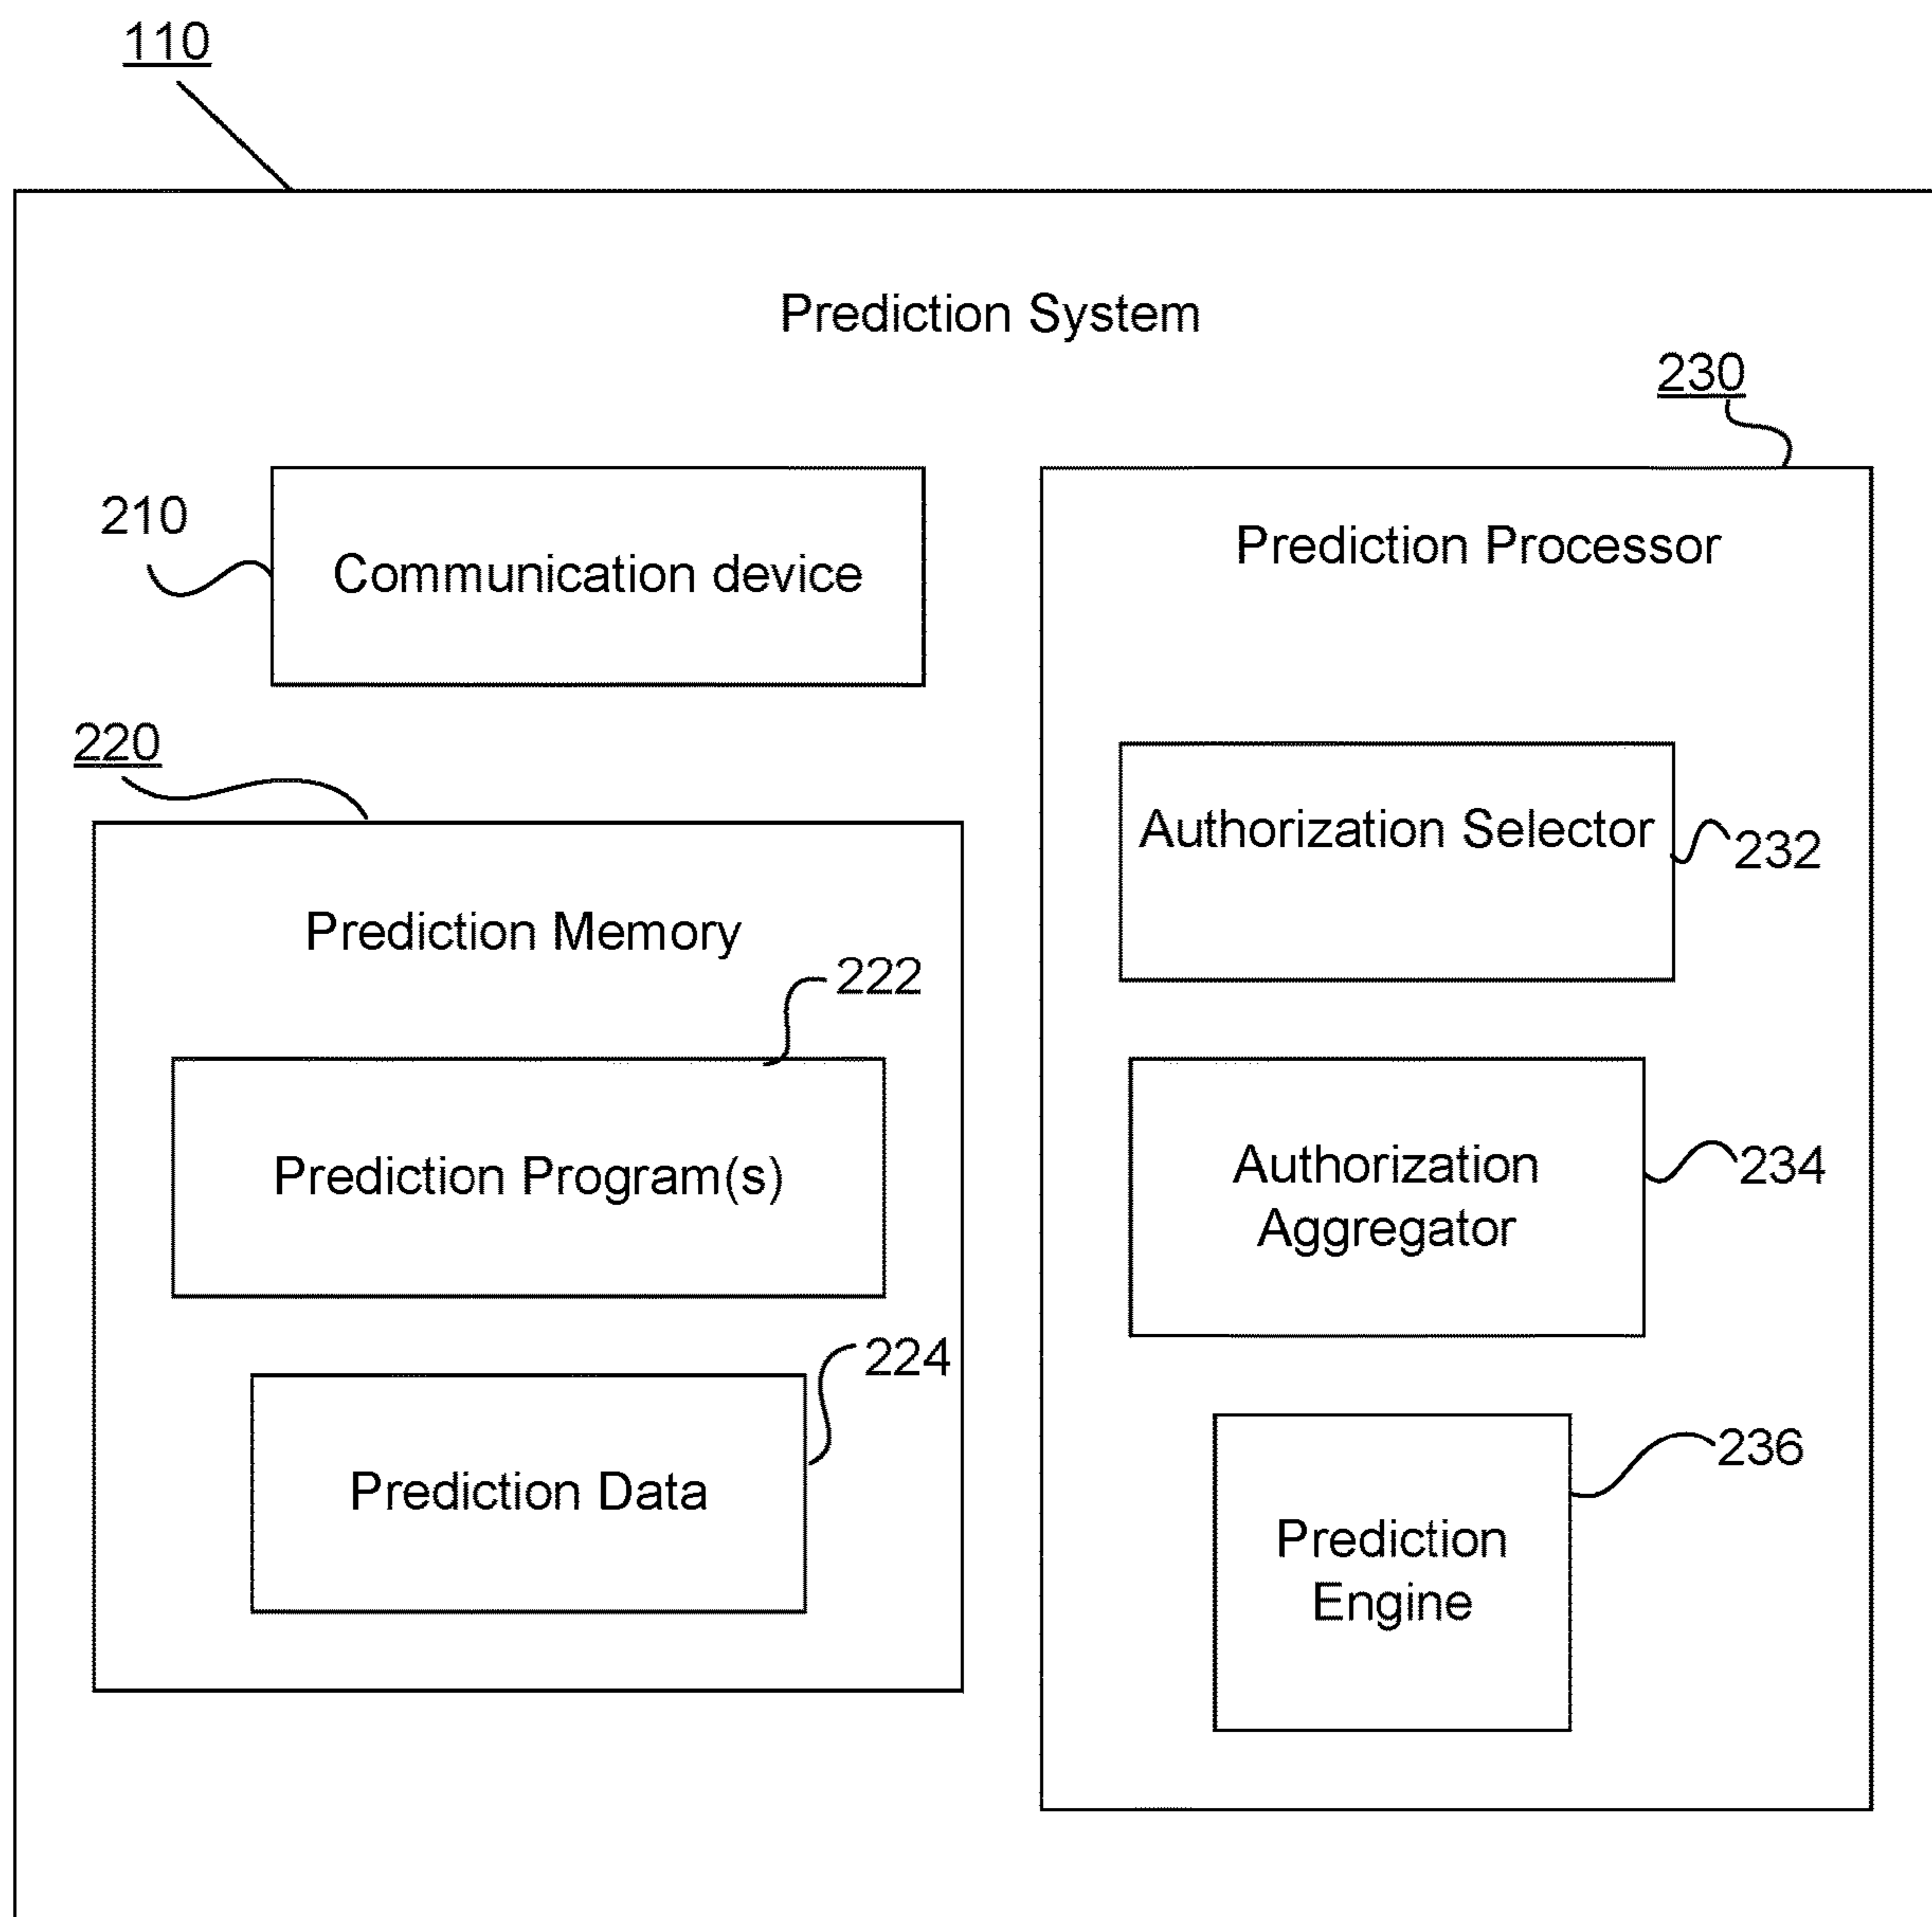 110
Prediction System
230
210
Communication device
Prediction Processor
220
Authorization Selector
232
Prediction Memory
222
Prediction Program(s)
Authorization
Aggregator
234
224
Prediction Data
236
Prediction
Engine